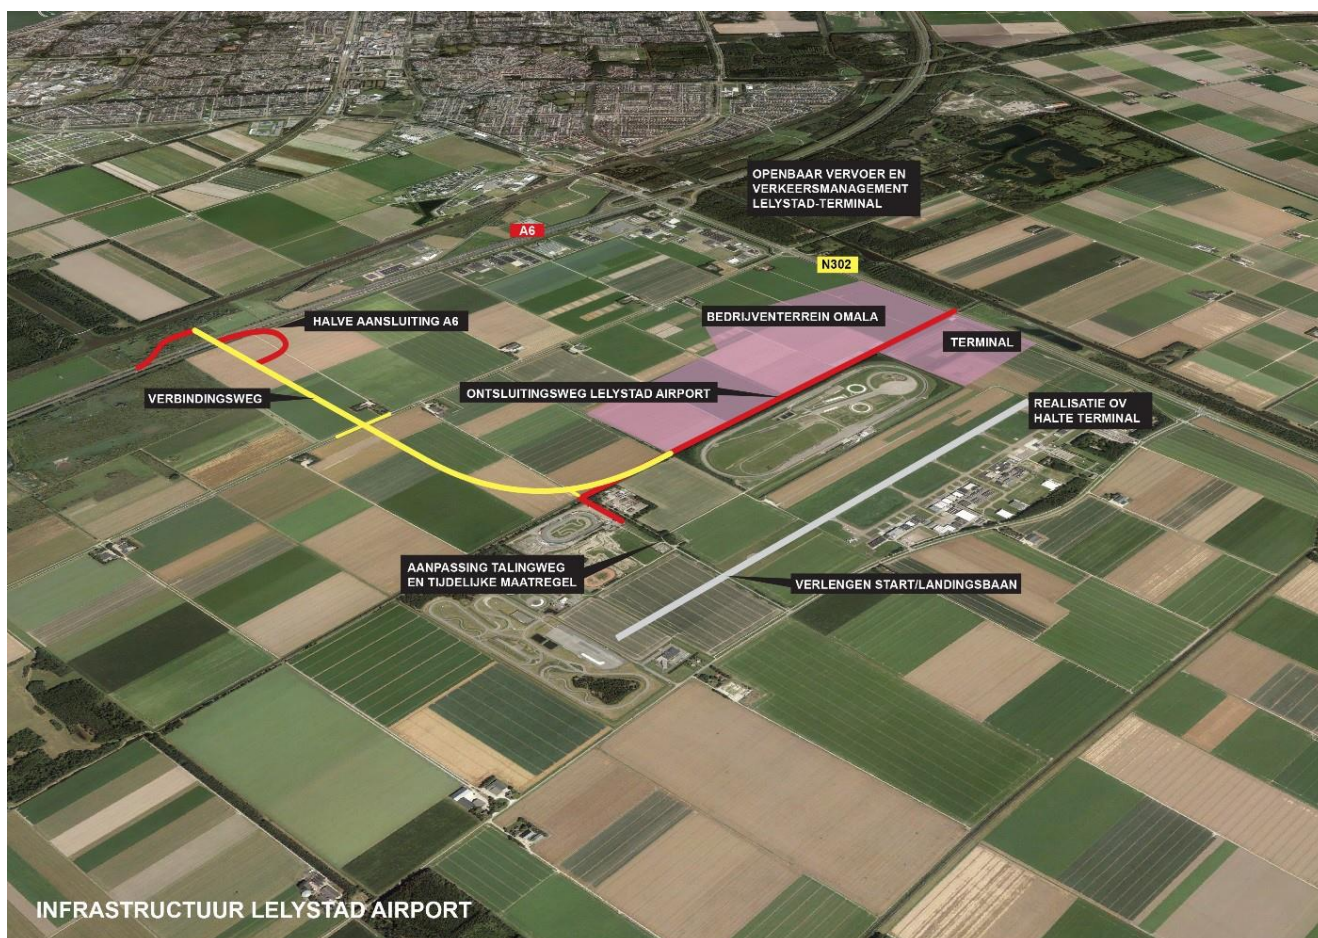 OPENBAAR VERVOER EN
VERKEERSMANAGEMENT
LELYSTAD-TERMINAL
A6
N302
HALVE AANSLUITING A6
BEDRIJVENTERREIN OMALA
TERMINAL
VERBINDINGSWEG
ONTSLUITINGSWEG LELYSTAD AIRPORT
REALISATIE OV
HALTE TERMINAL
AANPASSING TALINGWEG
EN TIJDELIJKE MAATREGEL
VERLENGEN START/LANDINGSBAAN
INFRASTRUCTUUR LELYSTAD AIRPORT